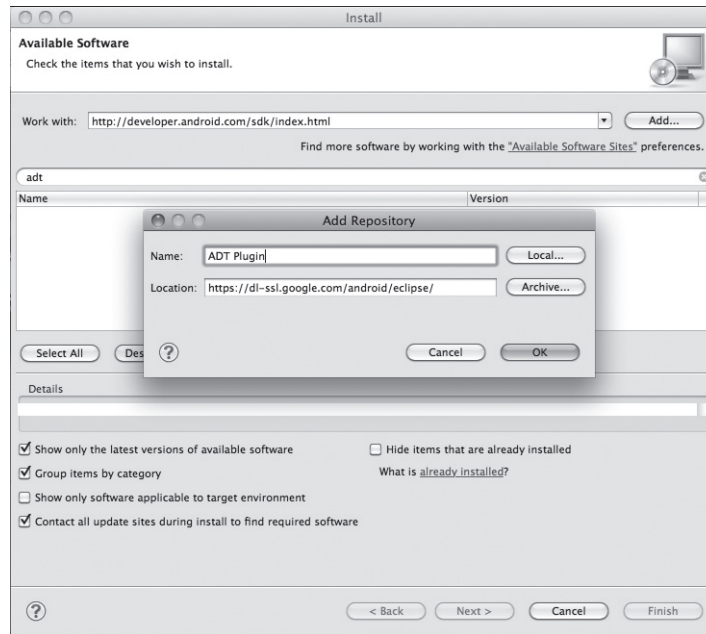 Install
Available Software
Check the items that you wish to install.
Work with: http://developer.android.com/sdk/index.html Add...
Find more software by working with the "Available Software Sites" preferences.
adt
Name Version
Add Repository
Name: ADT Plugin Local...
Location: https://dl-ssl.google.com/android/eclipse/ Archive...
Cancel OK
Select All Des
Details
Show only the latest versions of available software
Hide items that are already installed
Group items by category
What is already installed?
Show only software applicable to target environment
Contact all update sites during install to find required software
? < Back Next > Cancel Finish